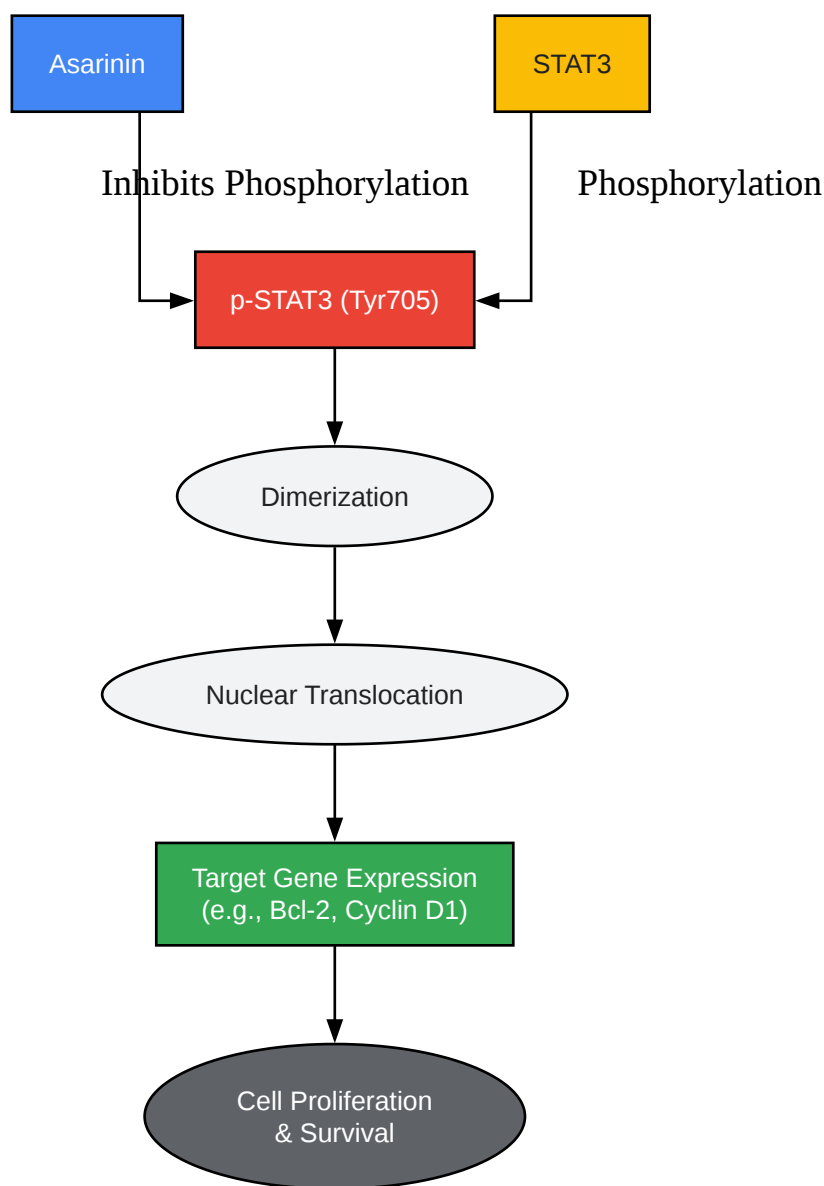 Asarinin
STAT3
Inhibits Phosphorylation
Phosphorylation
p-STAT3 (Tyr705)
Dimerization
Nuclear Translocation
Target Gene Expression
(e.g., Bcl-2, Cyclin D1)
Cell Proliferation
& Survival